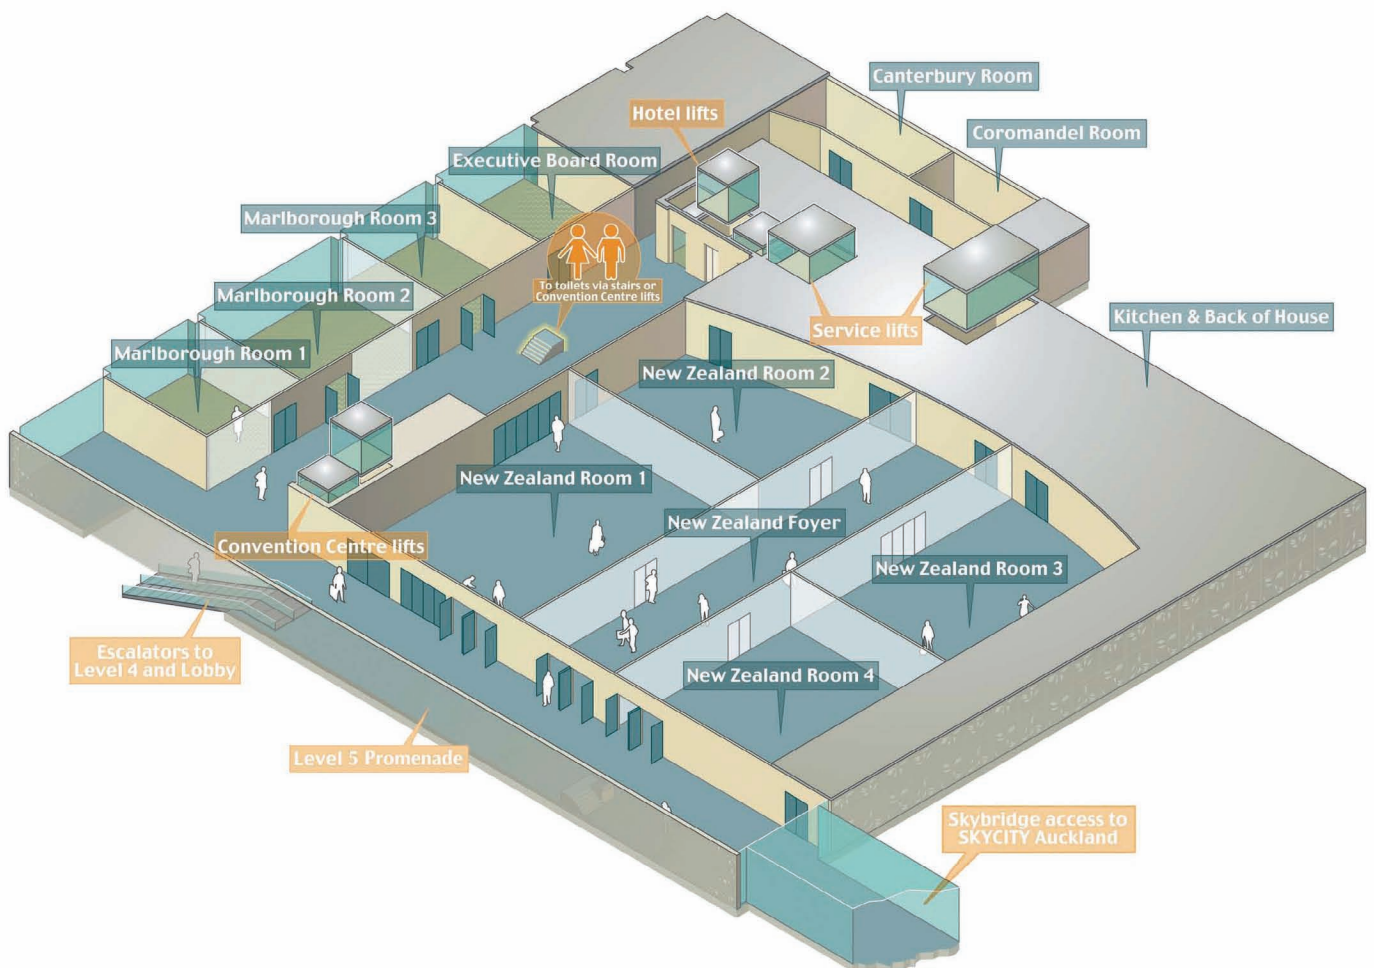 Canterbury Room
Hotel lifts
Coromandel Room
Executive Board Room
Marlborough Room 3
To toilets via stairs or
Convention Centre lifts
Marlborough Room 2
Service lifts
Kitchen & Back of House
Marlborough Room 1
New Zealand Room 2
New Zealand Room 1
New Zealand Foyer
Convention Centre lifts
New Zealand Room 3
Escalators to
Level 4 and Lobby
New Zealand Room 4
Level 5 Promenade
Skybridge access to
SKYCITY Auckland